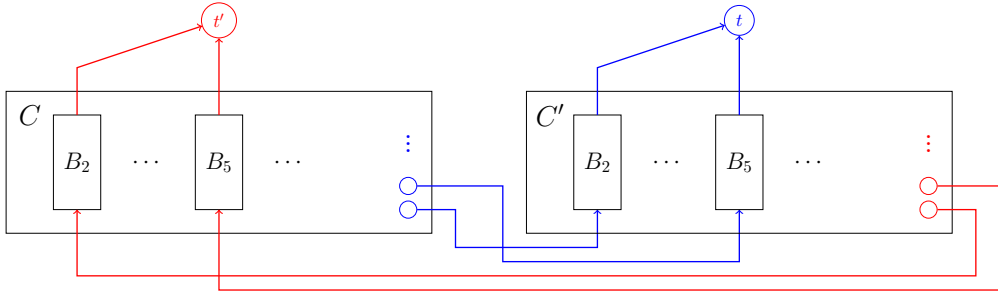 t′ t
C C′
B₂ ⋯ B₅ ⋯ ⋮ B₂ ⋯ B₅ ⋯ ⋮